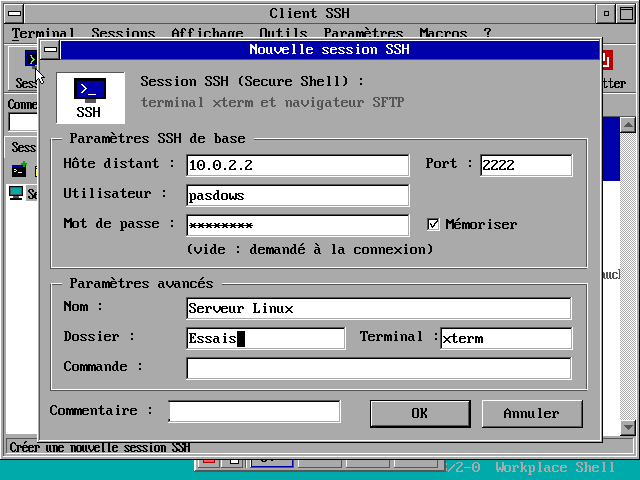 Client SSH
Terminal Sessions Affichage Outils Paramètres Macros ?
Nouvelle session SSH
SSH
Session SSH (Secure Shell) :
terminal xterm et navigateur SFTP
Paramètres SSH de base
Hôte distant : 10.0.2.2 Port : 2222
Utilisateur : pasdows
Mot de passe : ******** Mémoriser
(vide : demandé à la connexion)
Paramètres avancés
Nom : Serveur Linux
Dossier : Essais Terminal : xterm
Commande :
Commentaire : OK Annuler
Créer une nouvelle session SSH
/2-0 Workplace Shell